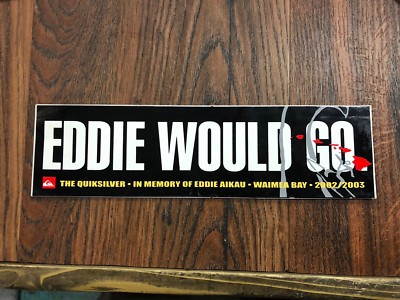 EDDIE WOULD GO.
THE QUIKSILVER • IN MEMORY OF EDDIE AIKAU • WAIMEA BAY • 2002/2003